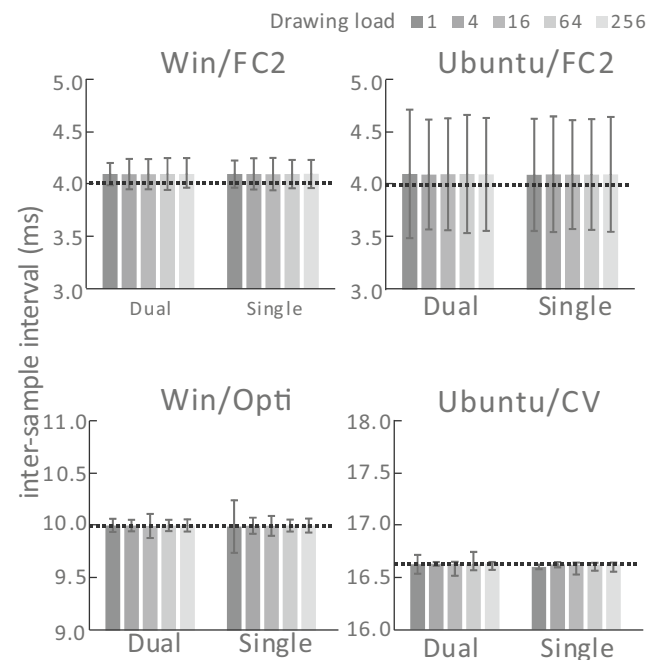 Drawing load 1 4 16 64 256
Win/FC2
Ubuntu/FC2
inter-sample interval (ms)
5.0
4.5
4.0
3.5
3.0
Dual Single
5.0
4.5
4.0
3.5
3
Dual Single
Win/Opti
Ubuntu/CV
11.0
10.5
10.0
9.5
9.0
Dual Single
18.0
17.5
17.0
16.5
16.0
Dual Single